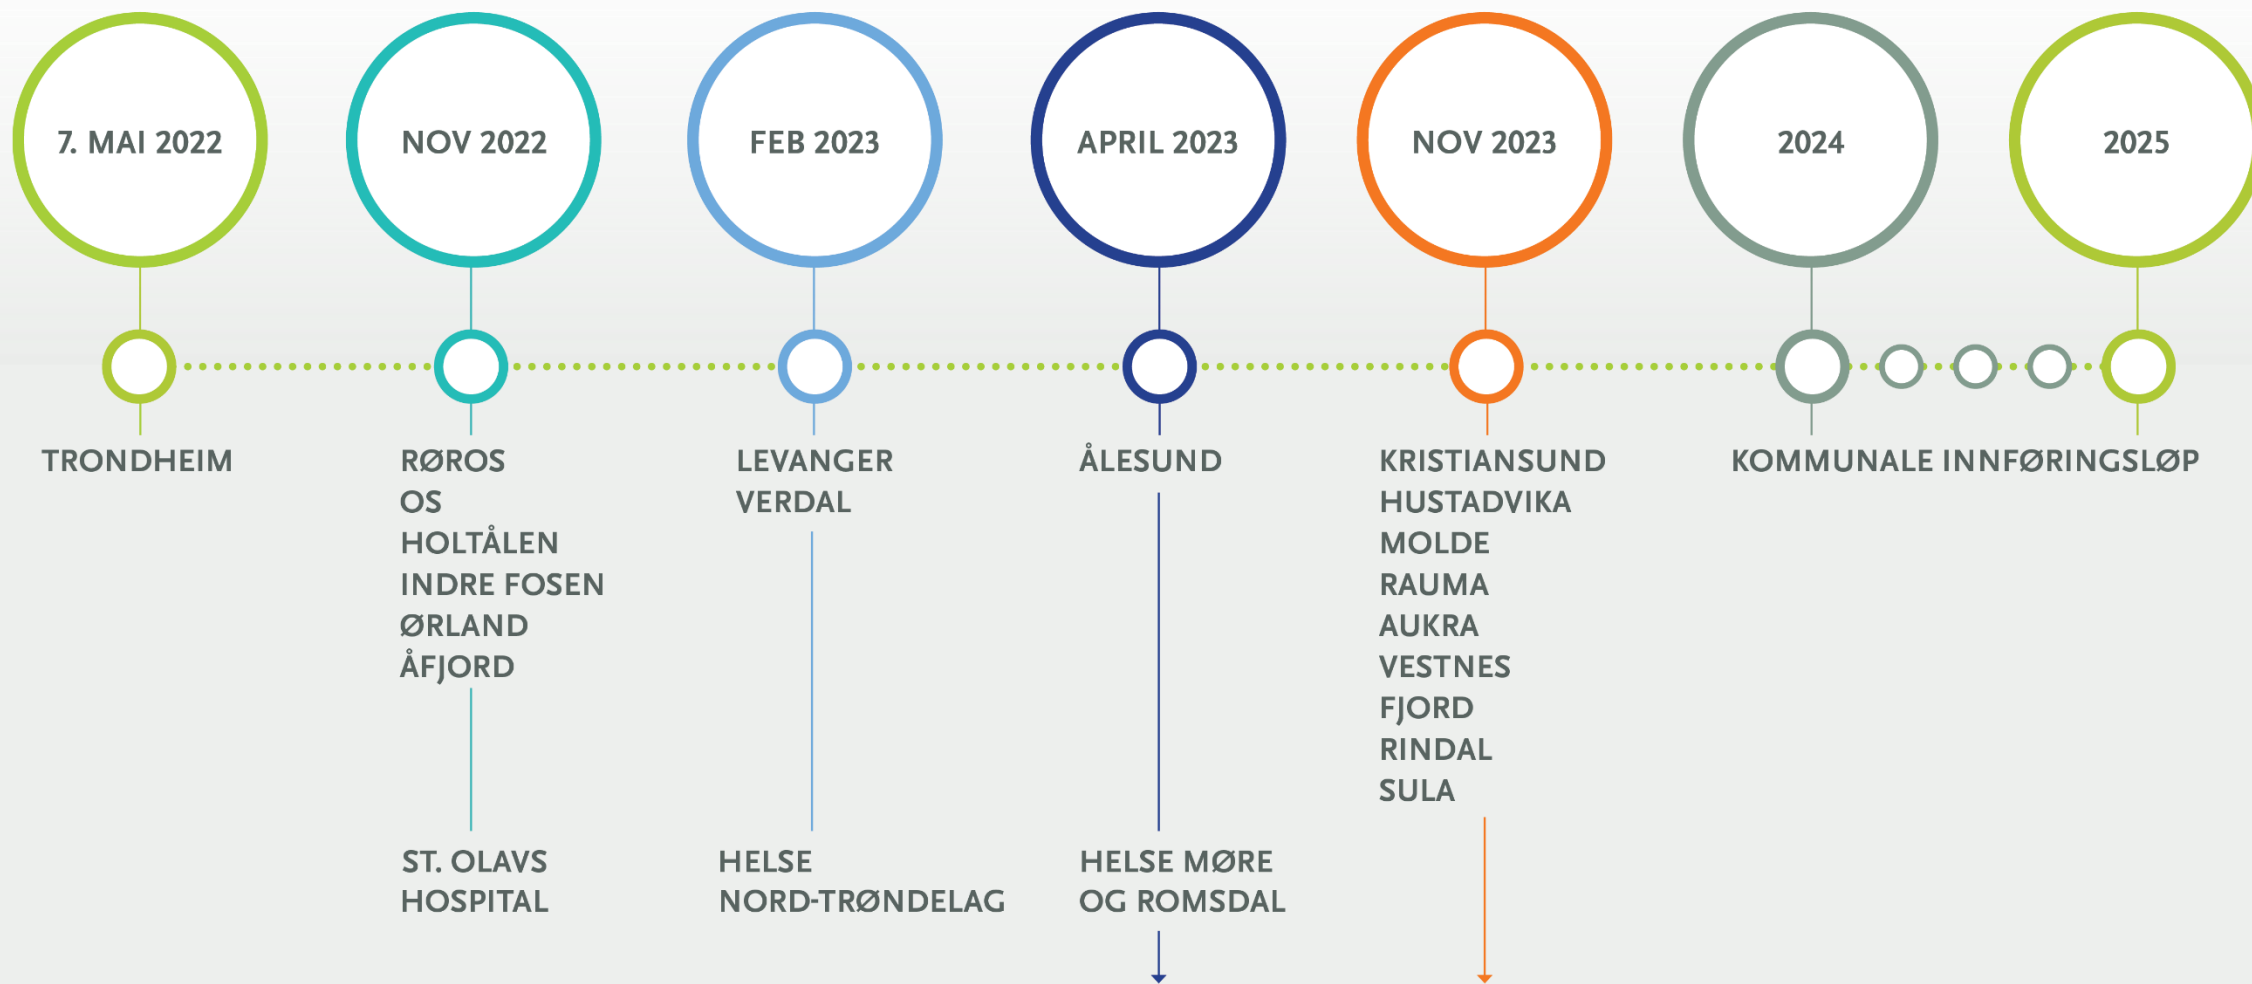 7. MAI 2022
NOV 2022
FEB 2023
APRIL 2023
NOV 2023
2024
2025
TRONDHEIM
RØROS
OS
HOLTÅLEN
INDRE FOSEN
ØRLAND
ÅFJORD
ST. OLAVS
HOSPITAL
LEVANGER
VERDAL
HELSE
NORD-TRØNDELAG
ÅLESUND
HELSE MØRE
OG ROMSDAL
KRISTIANSUND
HUSTADVIKA
MOLDE
RAUMA
AUKRA
VESTNES
FJORD
RINDAL
SULA
KOMMUNALE INNFØRINGSLØP